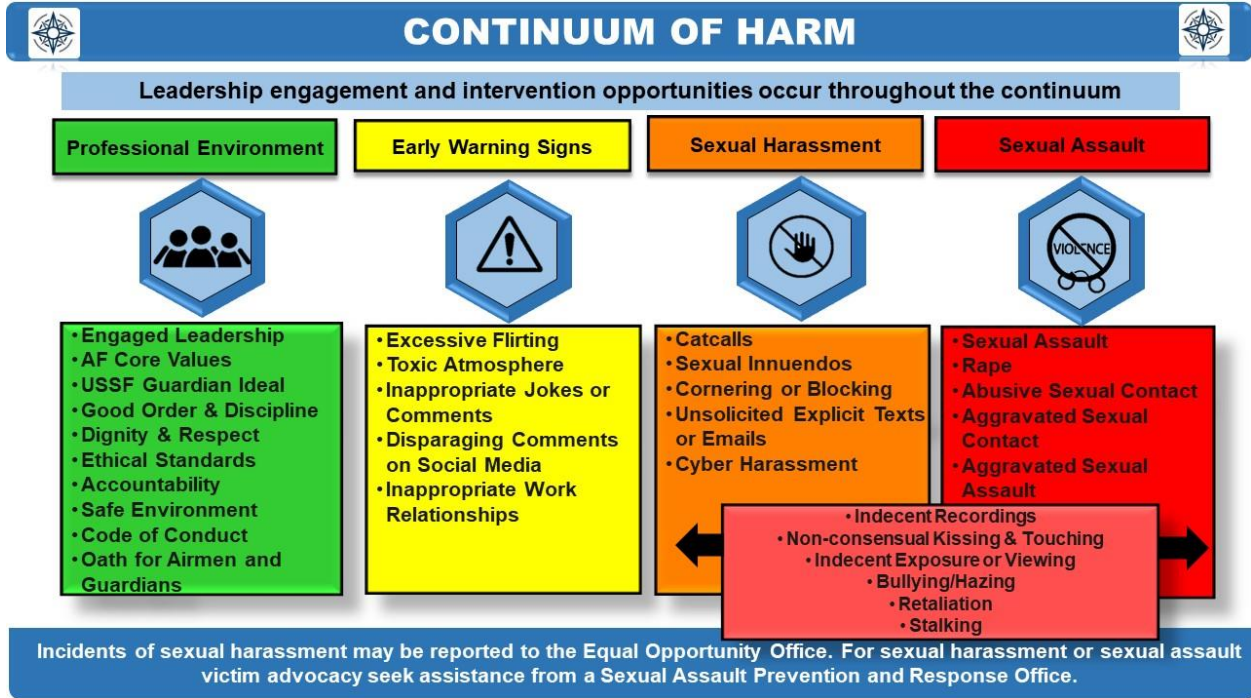 CONTINUUM OF HARM
Leadership engagement and intervention opportunities occur throughout the continuum
Professional Environment
Early Warning Signs
Sexual Harassment
Sexual Assault
VIOLENCE
•Engaged Leadership
•AF Core Values
•USSF Guardian Ideal
•Good Order & Discipline
•Dignity & Respect
•Ethical Standards
•Accountability
•Safe Environment
•Code of Conduct
•Oath for Airmen and
Guardians
•Excessive Flirting
•Toxic Atmosphere
•Inappropriate Jokes or
Comments
•Disparaging Comments
on Social Media
•Inappropriate Work
Relationships
•Catcalls
•Sexual Innuendos
•Cornering or Blocking
•Unsolicited Explicit Texts
or Emails
•Cyber Harassment
•Sexual Assault
•Rape
•Abusive Sexual Contact
•Aggravated Sexual
Contact
•Aggravated Sexual
Assault
•Indecent Recordings
•Non-consensual Kissing & Touching
•Indecent Exposure or Viewing
•Bullying/Hazing
•Retaliation
•Stalking
Incidents of sexual harassment may be reported to the Equal Opportunity Office. For sexual harassment or sexual assault
victim advocacy seek assistance from a Sexual Assault Prevention and Response Office.